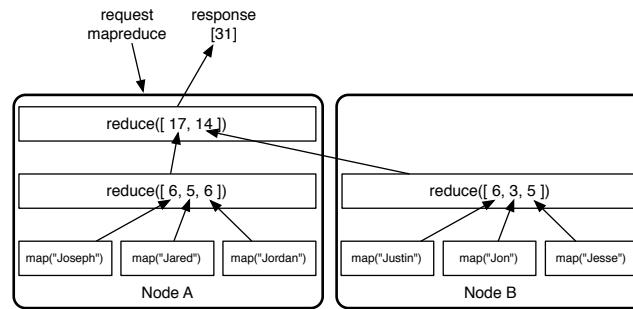 request
mapreduce
response
[31]
reduce([ 17, 14 ])
reduce([ 6, 5, 6 ])
map("Joseph")
map("Jared")
map("Jordan")
Node A
reduce([ 6, 3, 5 ])
map("Justin")
map("Jon")
map("Jesse")
Node B